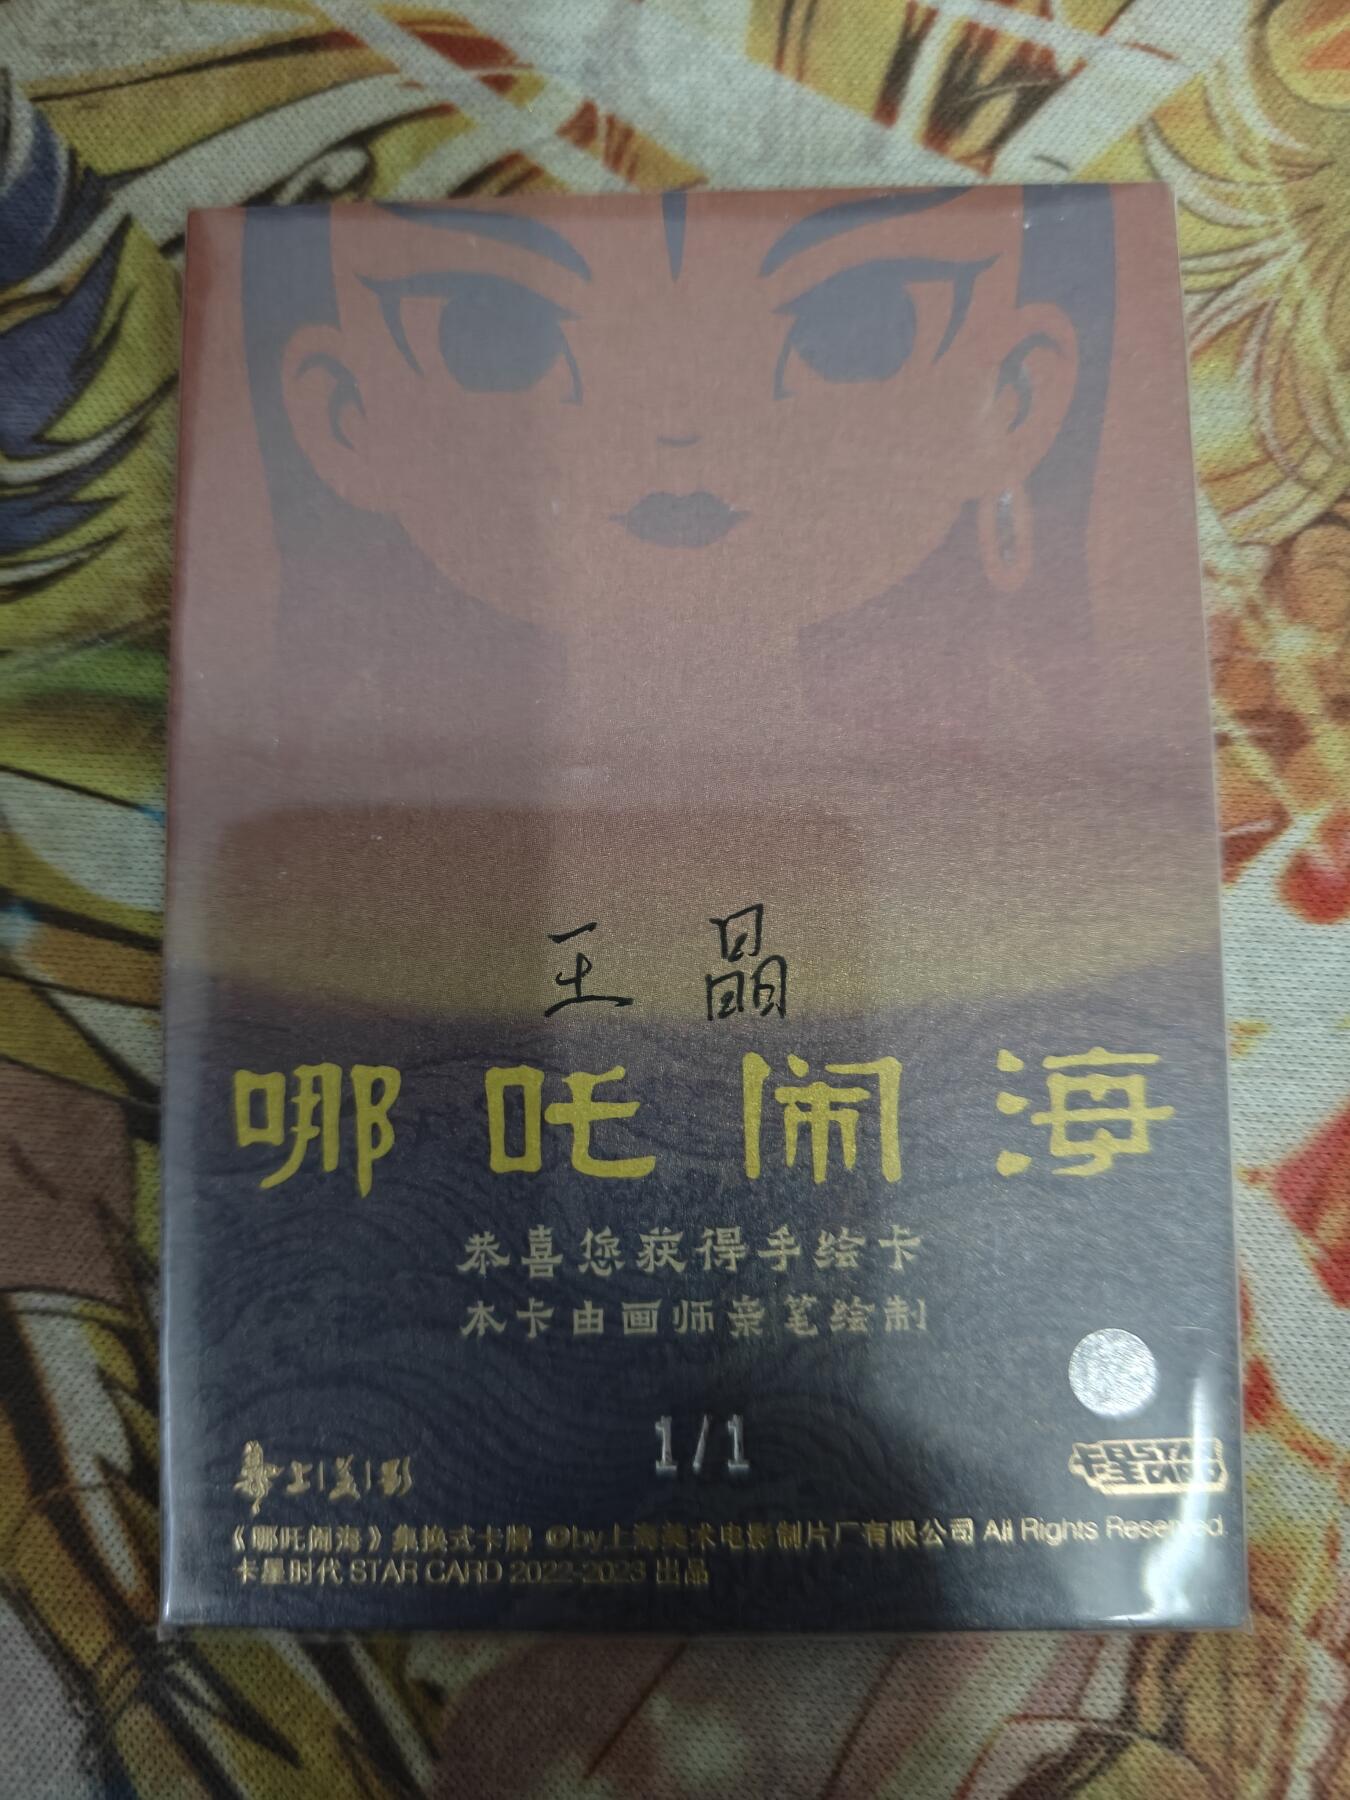 王晶
哪吒闹海
恭喜您获得手绘卡
本卡由画师亲笔绘制
1/1
上美影
卡星 STAR CARD
《哪吒闹海》集换式卡牌 ©by上海美术电影制片厂有限公司 All Rights Reserved.
卡星时代 STAR CARD 2022-2023 出品